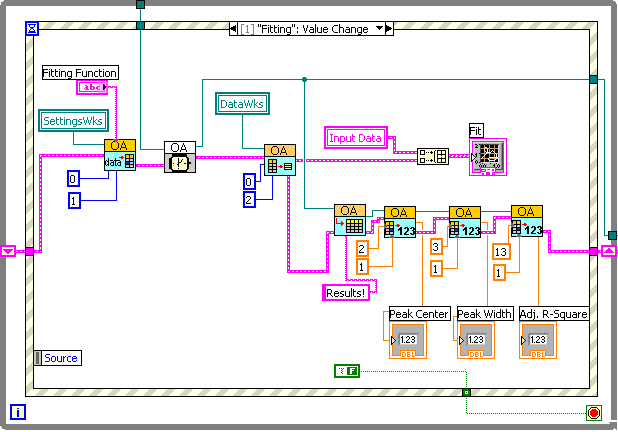 [1] "Fitting": Value Change
Fitting Function
abc
SettingsWks
DataWks
OA
data
OA
OA
0
1
0
2
Input Data
Fit
OA
OA
123
OA
123
OA
123
2
1
3
1
13
1
Results!
Peak Center
Peak Width
Adj. R-Square
1.23
DBL
1.23
DBL
1.23
DBL
Source
F
i